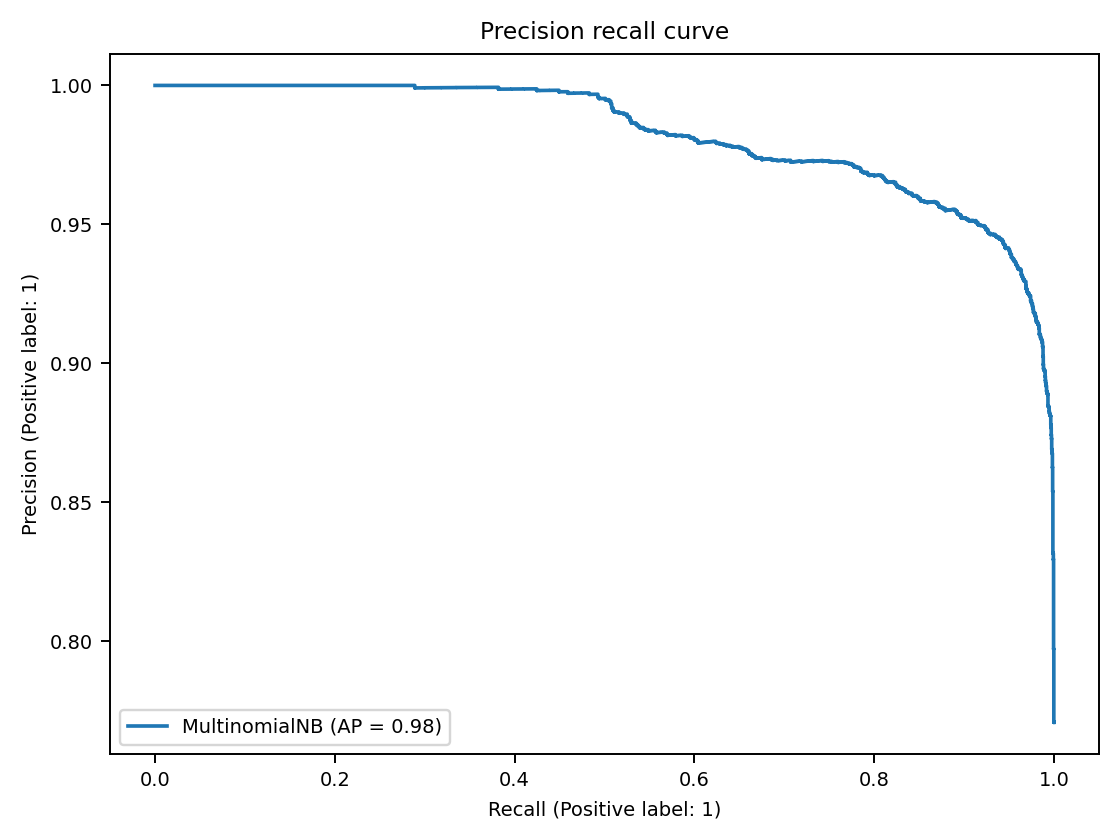 Precision recall curve
1.00
0.95
0.90
0.85
0.80
Precision (Positive label: 1)
MultinomialNB (AP = 0.98)
0.0
0.2
0.4
0.6
0.8
1.0
Recall (Positive label: 1)